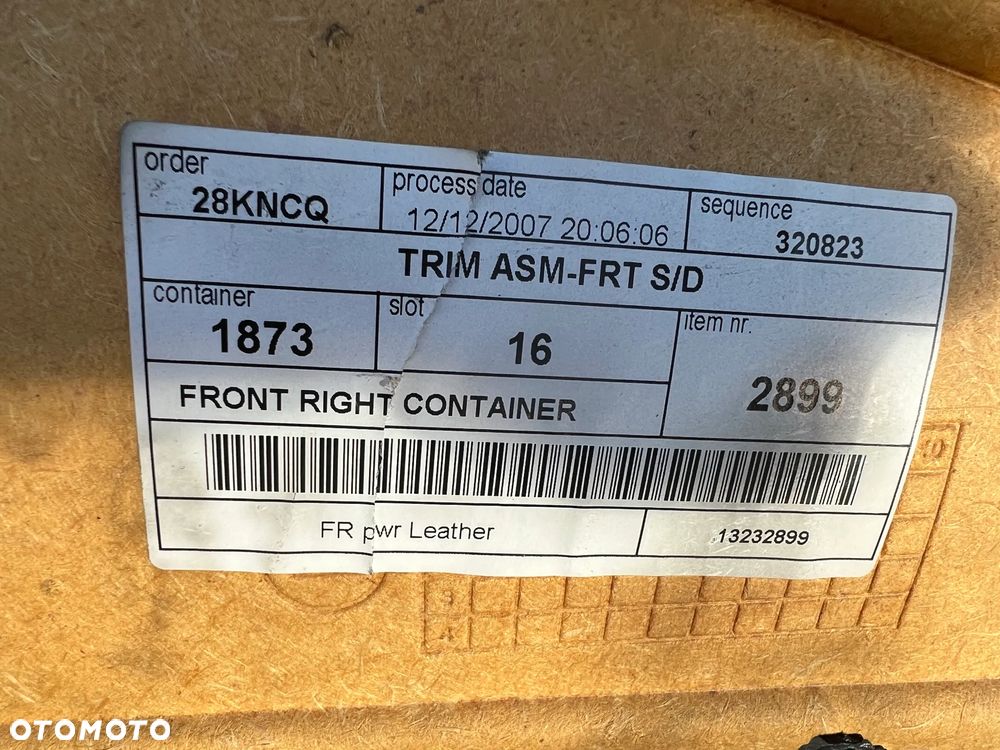 order
28KNCQ
process date
12/12/2007 20:06:06
sequence
320823
TRIM ASM-FRT S/D
container
1873
slot
16
item nr.
2899
FRONT RIGHT CONTAINER
FR pwr Leather
13232899
OTOMOTO